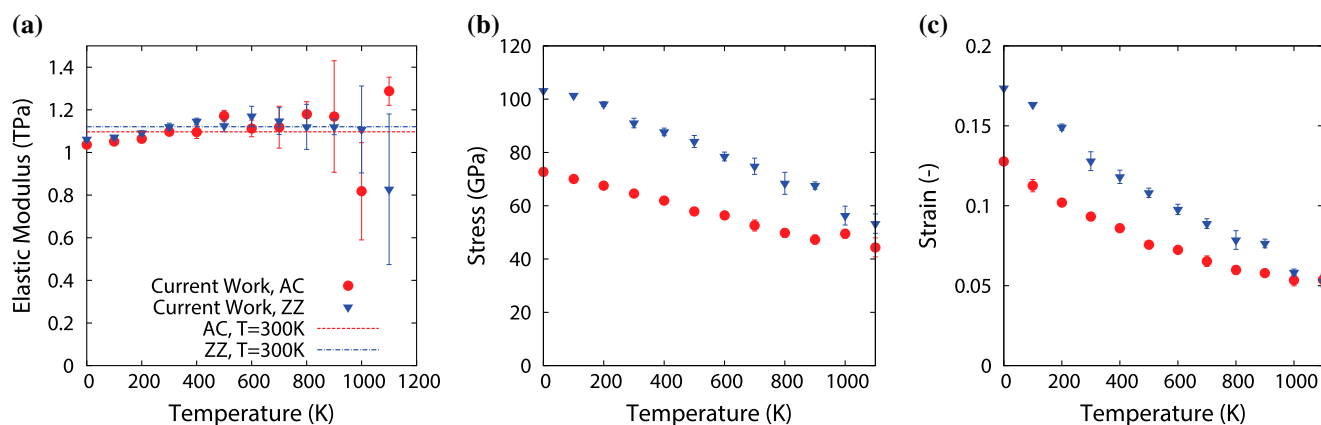 (a)
Elastic Modulus (TPa)
1.4
1.2
1
0.8
0.6
0.4
0.2
0
Current Work, AC
Current Work, ZZ
AC, T=300K
ZZ, T=300K
0 200 400 600 800 1000 1200
Temperature (K)
(b)
Stress (GPa)
120
100
80
60
40
20
0
0 200 400 600 800 1000
Temperature (K)
(c)
Strain (-)
0.2
0.15
0.1
0.05
0
0 200 400 600 800 1000
Temperature (K)